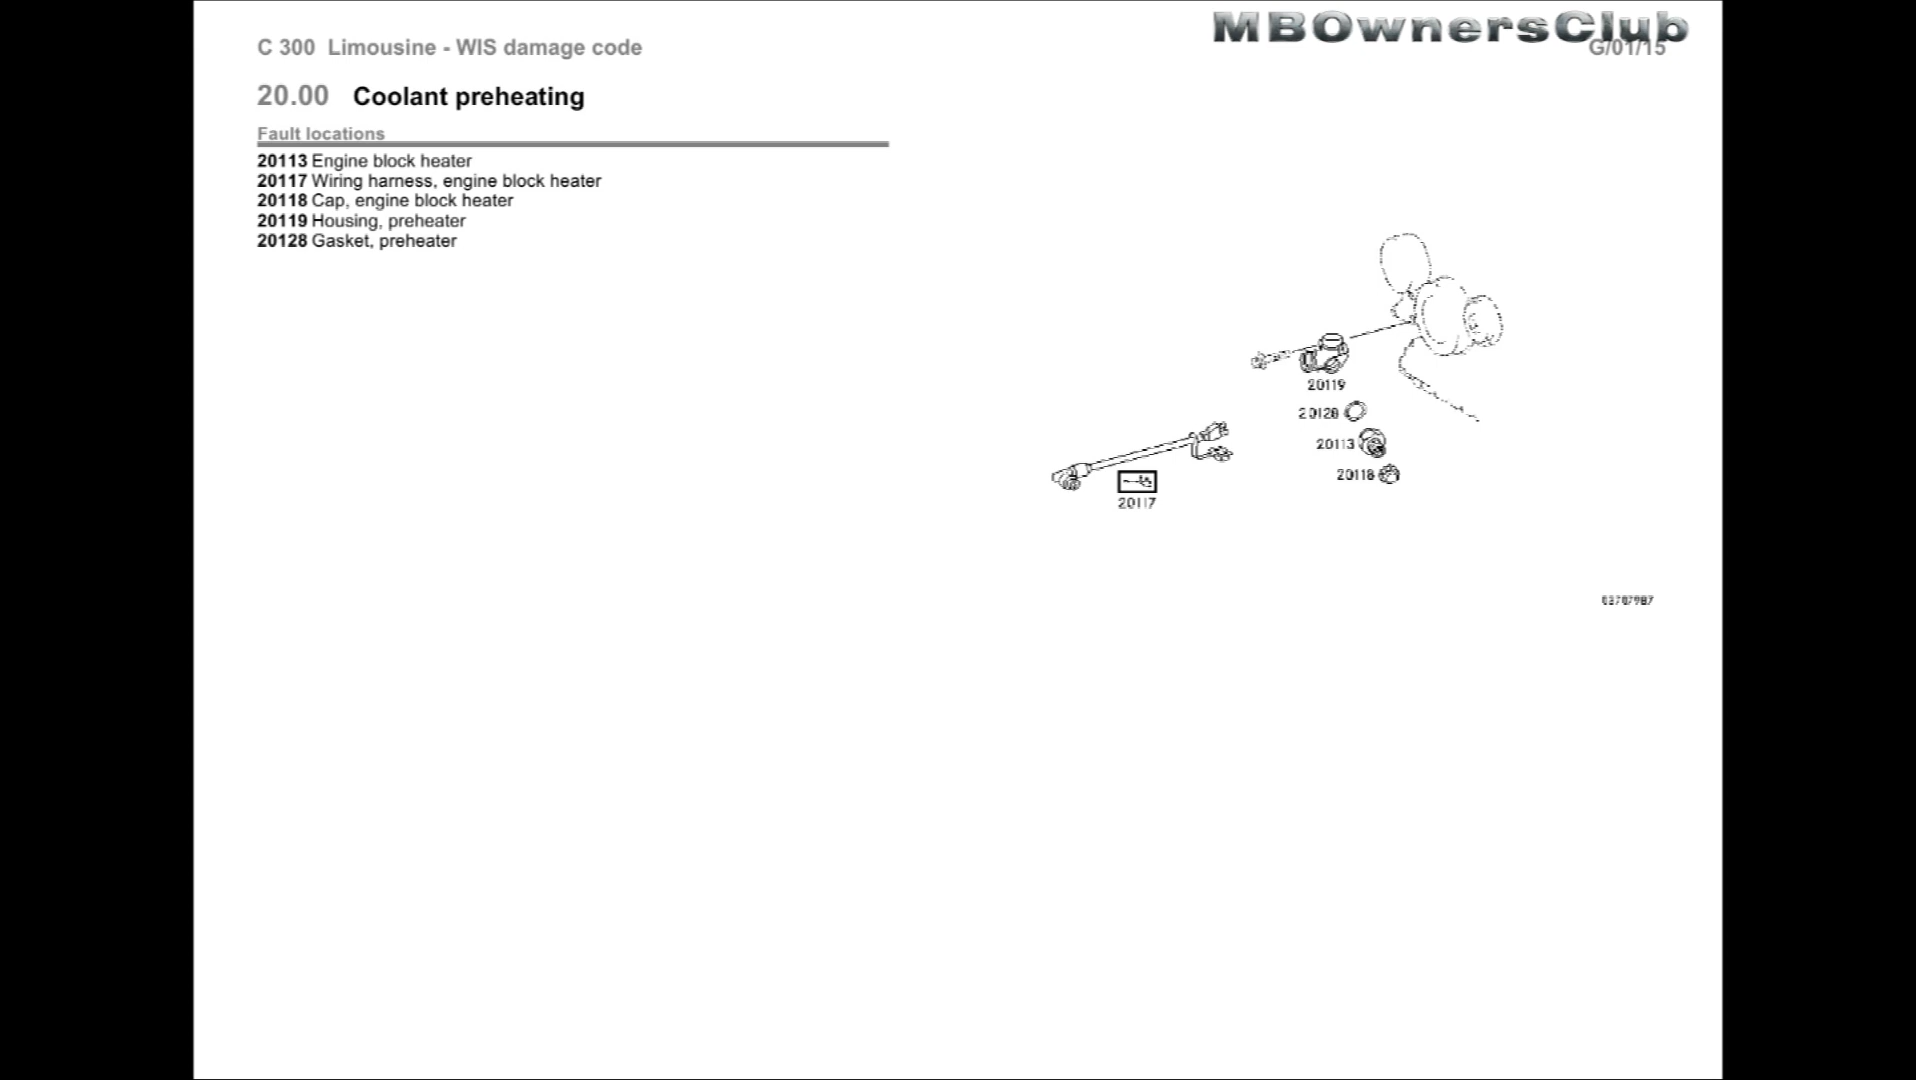 MBOwnersClub
C 300 Limousine - WIS damage code
G/01/15
20.00 Coolant preheating
Fault locations
20113 Engine block heater
20117 Wiring harness, engine block heater
20118 Cap, engine block heater
20119 Housing, preheater
20128 Gasket, preheater
20119
20128
20113
20118
20117
03707987